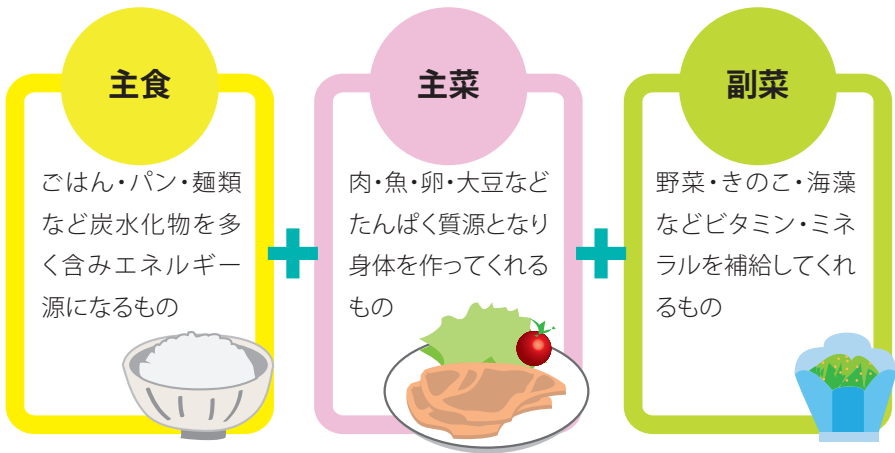 主食
ごはん・パン・麺類
など炭水化物を多
く含みエネルギー
源になるもの
主菜
肉・魚・卵・大豆など
たんぱく質源となり
身体を作ってくれる
もの
副菜
野菜・きのこ・海藻
などビタミン・ミネ
ラルを補給してくれ
るもの